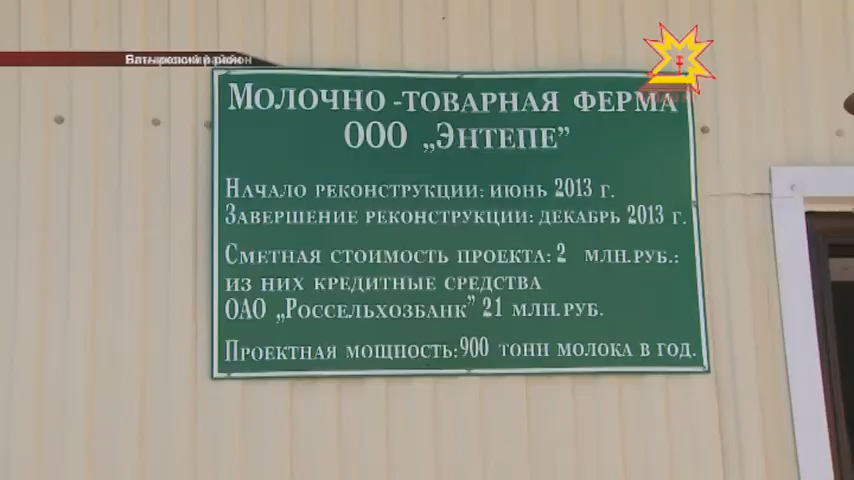 район
МОЛОЧНО-ТОВАРНАЯ ФЕРМА
ООО „ЭНТЕПЕ”
НАЧАЛО РЕКОНСТРУКЦИИ: ИЮНЬ 2013 Г.
ЗАВЕРШЕНИЕ РЕКОНСТРУКЦИИ: ДЕКАБРЬ 2013 Г.
СМЕТНАЯ СТОИМОСТЬ ПРОЕКТА: 2 МЛН.РУБ.:
ИЗ НИХ КРЕДИТНЫЕ СРЕДСТВА
ОАО „РОССЕЛЬХОЗБАНК” 21 МЛН.РУБ.
ПРОЕКТНАЯ МОЩНОСТЬ: 900 ТОНН МОЛОКА В ГОД.